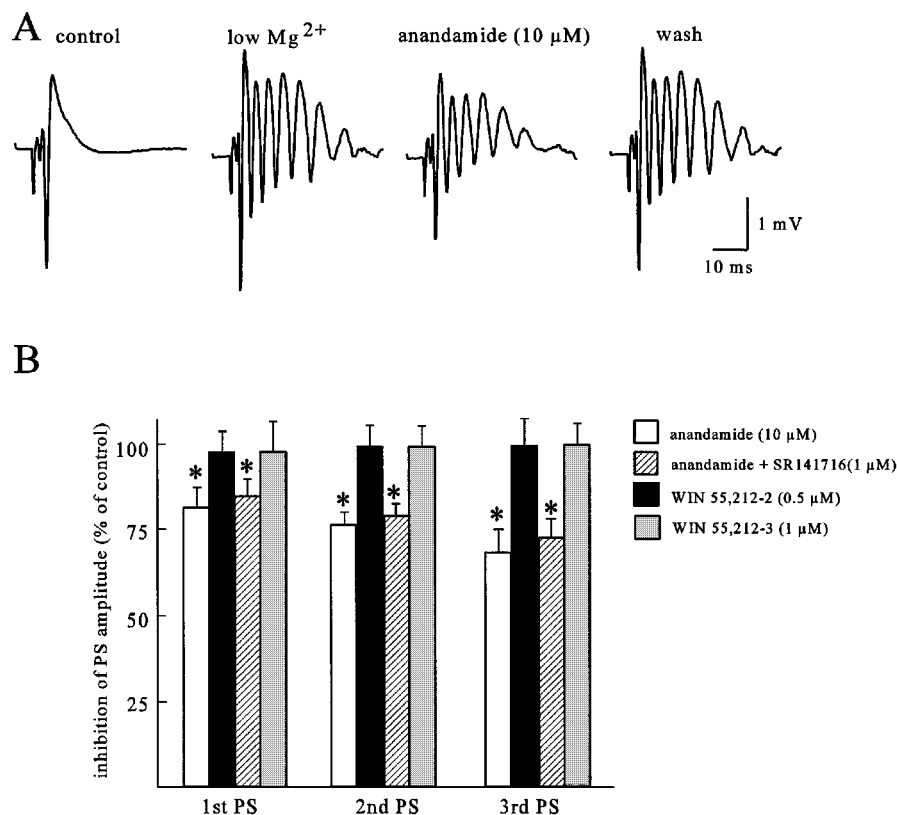 A
control
low Mg 2+
anandamide (10 µM)
wash
1 mV
10 ms
B
inhibition of PS amplitude (% of control)
100
75
50
25
1st PS
2nd PS
3rd PS
*
*
*
*
*
*
anandamide (10 µM)
anandamide + SR141716(1 µM)
WIN 55,212-2 (0.5 µM)
WIN 55,212-3 (1 µM)